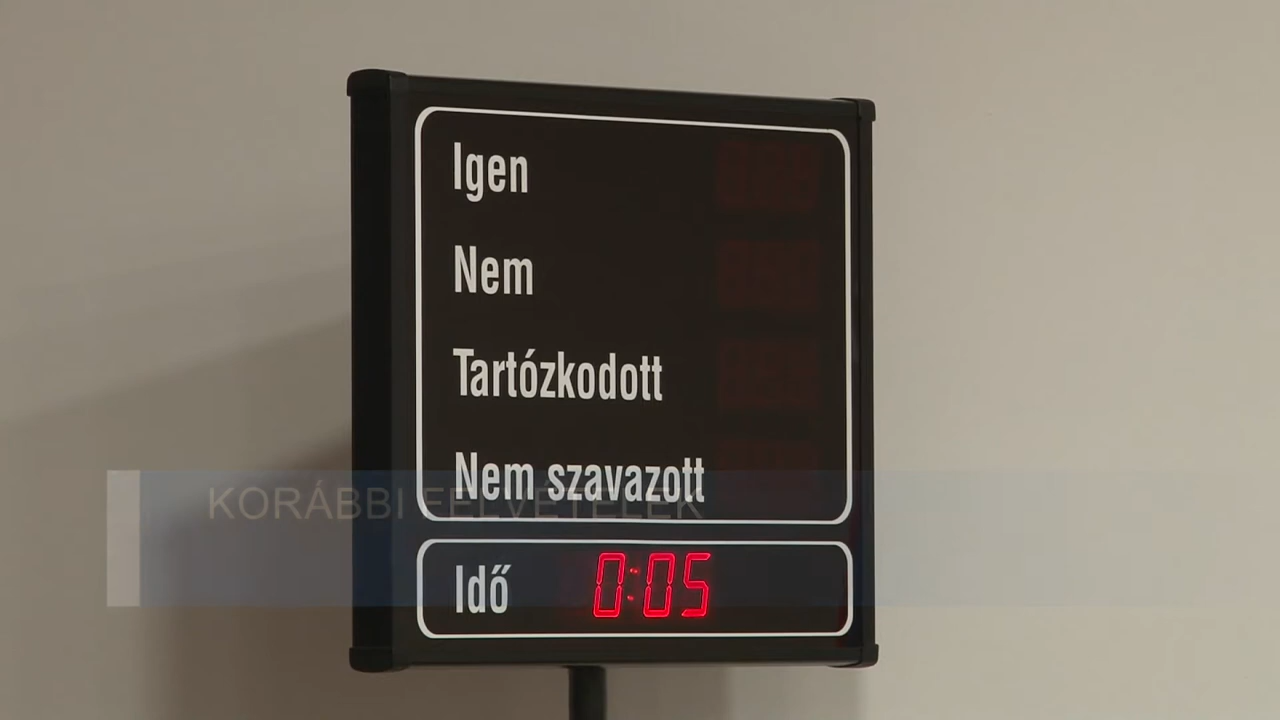 Igen
Nem
Tartózkodott
Nem szavazott
KORÁBBI FELVÉTELEK
Idő 0:05